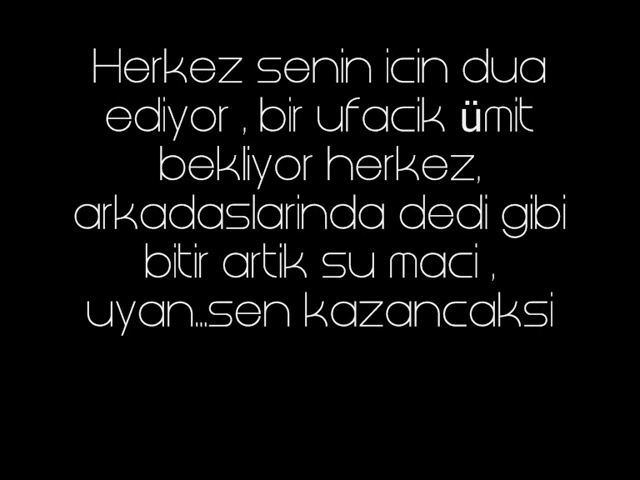 Herkez senin icin dua
ediyor , bir ufacik ümit
bekliyor herkez,
arkadaslarinda dedi gibi
bitir artik su maci ,
uyan...sen kazancaksi